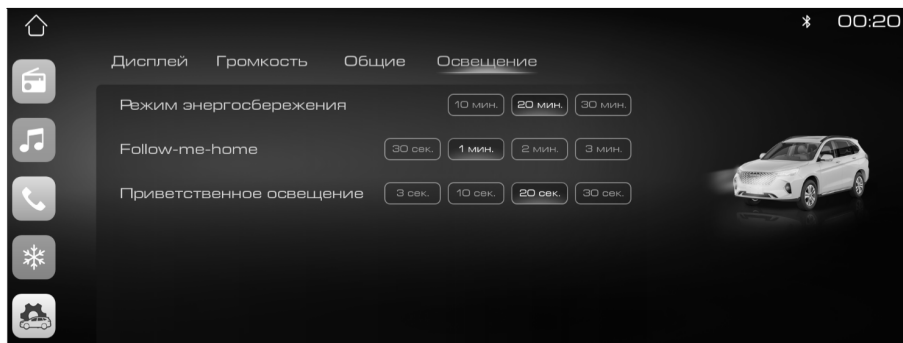 00:20
Дисплей Громкость Общие Освещение
Режим энергосбережения 10 мин. 20 мин. 30 мин.
Follow-me-home 30 сек. 1 мин. 2 мин. 3 мин.
Приветственное освещение 3 сек. 10 сек. 20 сек. 30 сек.